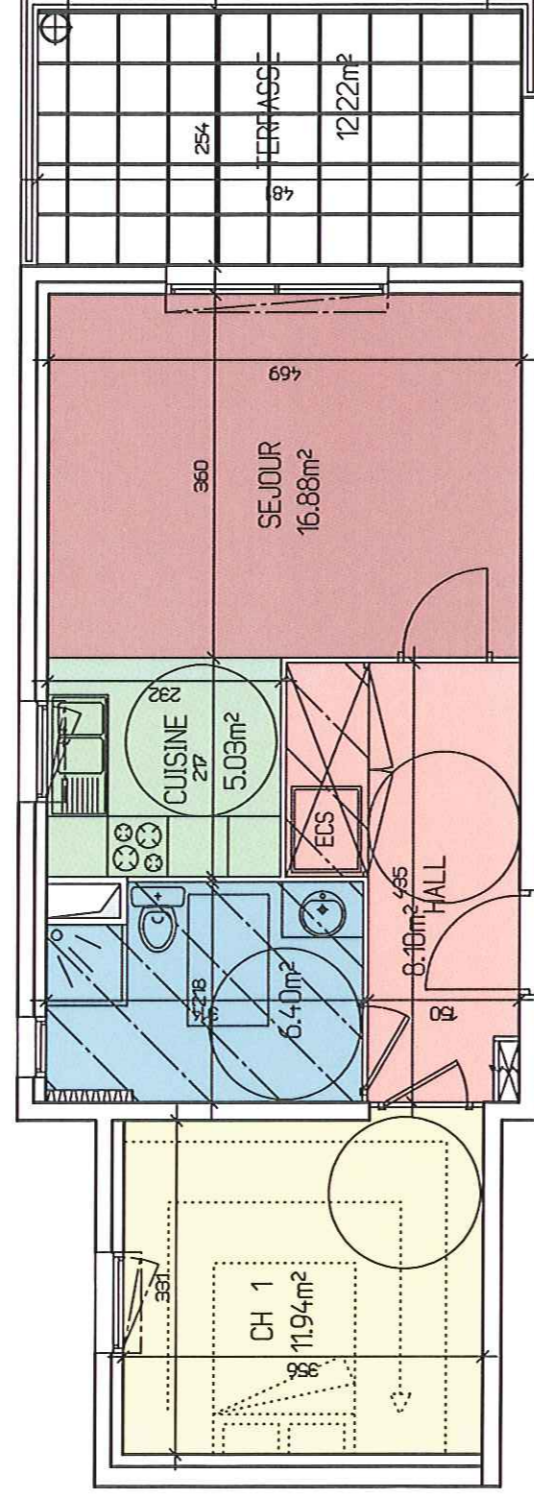 TERRASSE
12.22m²
254
481
469
360
SEJOUR
16.88m²
232
CUISINE
217
5.03m²
ECS
435
8.10m²
HALL
218
6.40m²
150
331
CH 1
11.94m²
356